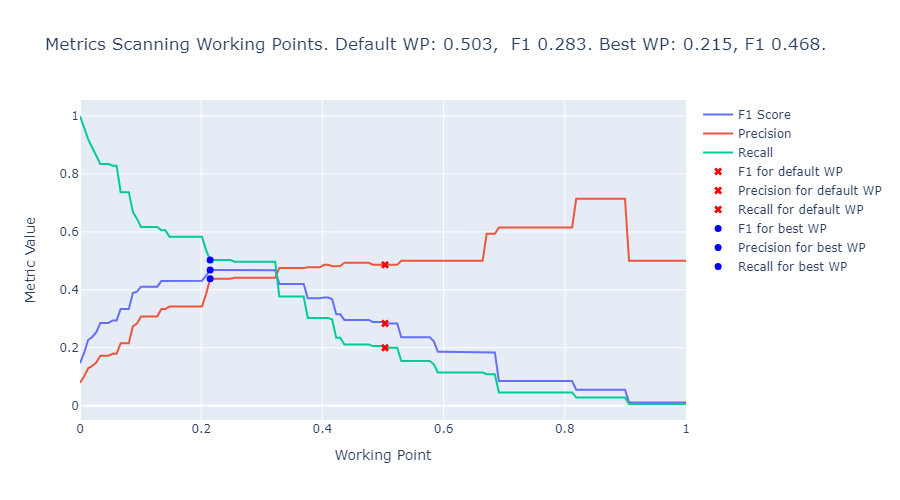 Metrics Scanning Working Points. Default WP: 0.503,  F1 0.283. Best WP: 0.215, F1 0.468.
Metric Value
1
0.8
0.6
0.4
0.2
0
0
0.2
0.4
0.6
0.8
1
Working Point
F1 Score
Precision
Recall
F1 for default WP
Precision for default WP
Recall for default WP
F1 for best WP
Precision for best WP
Recall for best WP